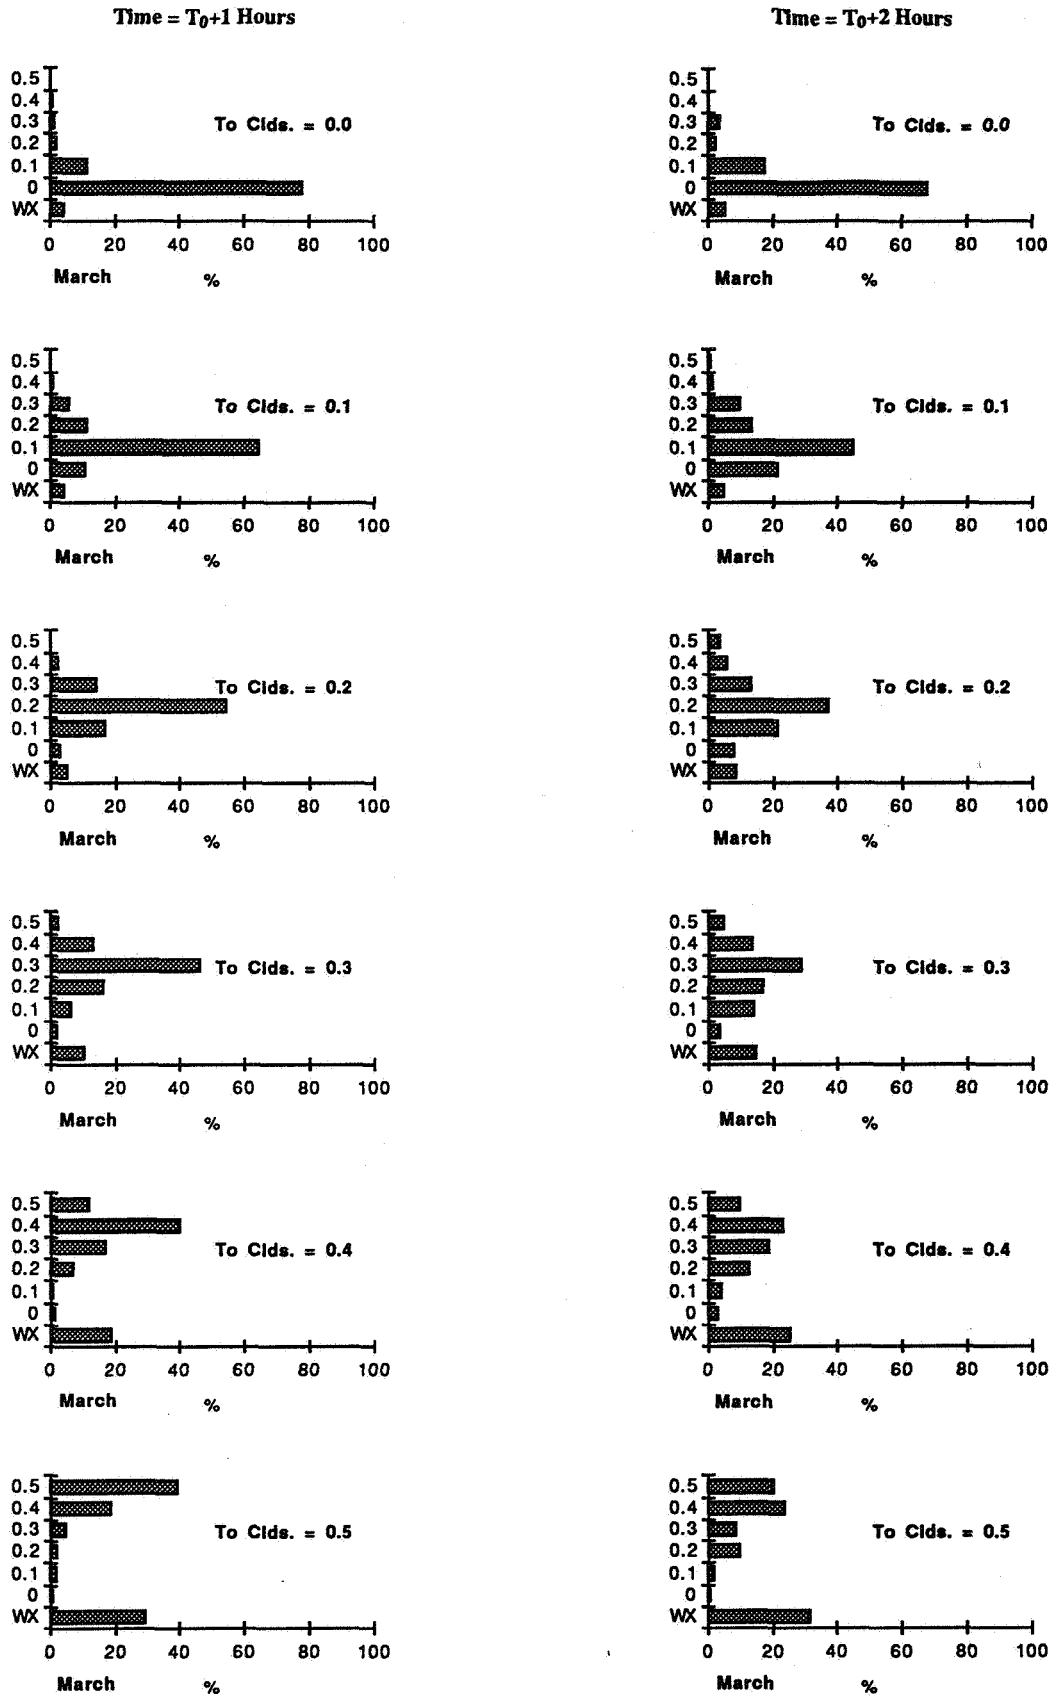 Time = T0+1 Hours
Time = T0+2 Hours
0.5
0.4
0.3
To Clds. = 0.0
0.2
0.1
0
WX
0 20 40 60 80 100
March %
0.5
0.4
0.3
To Clds. = 0.0
0.2
0.1
0
WX
0 20 40 60 80 100
March %
0.5
0.4
0.3
To Clds. = 0.1
0.2
0.1
0
WX
0 20 40 60 80 100
March %
0.5
0.4
0.3
To Clds. = 0.1
0.2
0.1
0
WX
0 20 40 60 80 100
March %
0.5
0.4
0.3
To Clds. = 0.2
0.2
0.1
0
WX
0 20 40 60 80 100
March %
0.5
0.4
0.3
To Clds. = 0.2
0.2
0.1
0
WX
0 20 40 60 80 100
March %
0.5
0.4
0.3
To Clds. = 0.3
0.2
0.1
0
WX
0 20 40 60 80 100
March %
0.5
0.4
0.3
To Clds. = 0.3
0.2
0.1
0
WX
0 20 40 60 80 100
March %
0.5
0.4
0.3
To Clds. = 0.4
0.2
0.1
0
WX
0 20 40 60 80 100
March %
0.5
0.4
0.3
To Clds. = 0.4
0.2
0.1
0
WX
0 20 40 60 80 100
March %
0.5
0.4
0.3
To Clds. = 0.5
0.2
0.1
0
WX
0 20 40 60 80 100
March %
0.5
0.4
0.3
To Clds. = 0.5
0.2
0.1
0
WX
0 20 40 60 80 100
March %